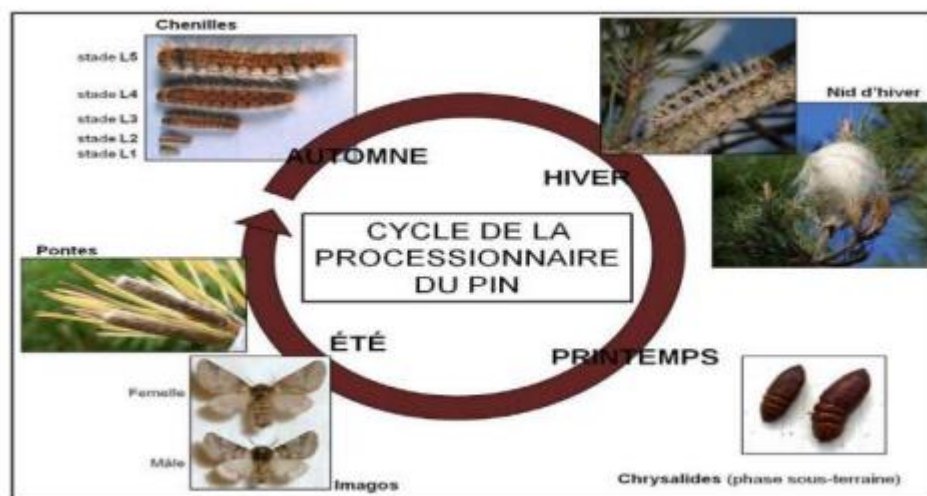 Chenilles
stade L5
stade L4
stade L3
stade L2
stade L1
AUTOMNE
HIVER
Nid d'hiver
CYCLE DE LA
PROCESSIONNAIRE
DU PIN
Pontes
ÉTÉ
PRINTEMPS
Femelle
Mâle
Imagos
Chrysalides (phase sous-terraine)